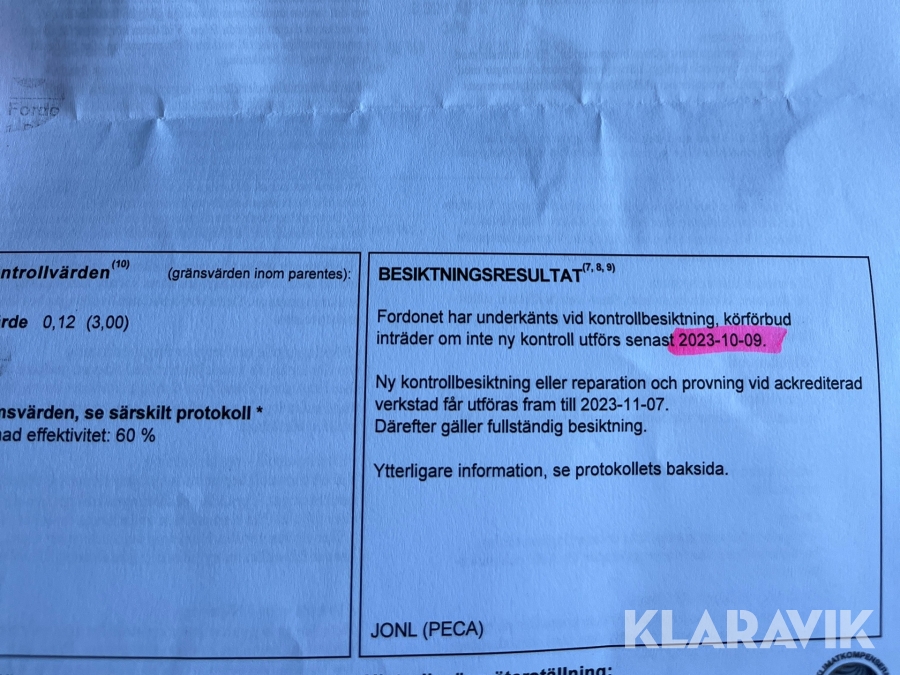 Fordo
ntrollvärden(10) (gränsvärden inom parentes):
rde 0,12 (3,00)
nsvärden, se särskilt protokoll *
ad effektivitet: 60 %
BESIKTNINGSRESULTAT(7, 8, 9)
Fordonet har underkänts vid kontrollbesiktning, körförbud
inträder om inte ny kontroll utförs senast 2023-10-09.
Ny kontrollbesiktning eller reparation och provning vid ackrediterad
verkstad får utföras fram till 2023-11-07.
Därefter gäller fullständig besiktning.
Ytterligare information, se protokollets baksida.
JONL (PECA)
KLARAVIK